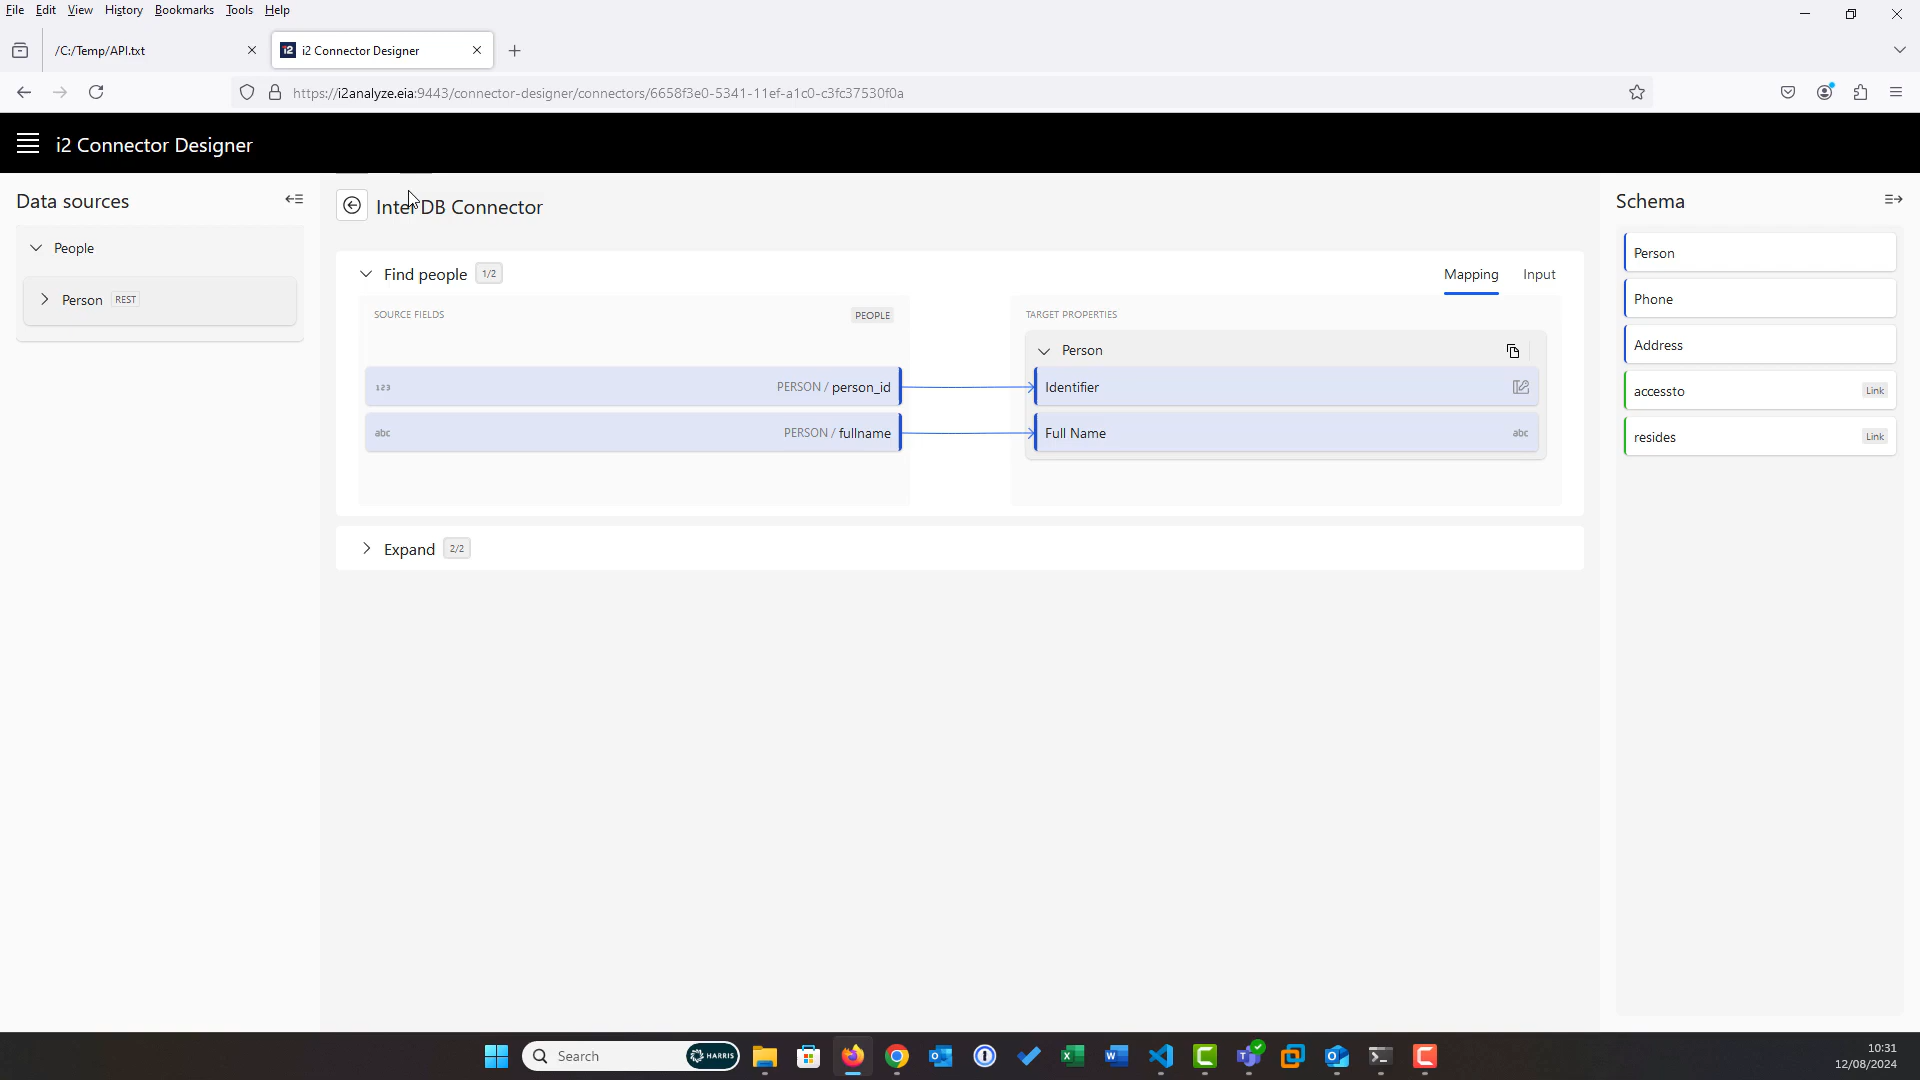 File Edit View History Bookmarks Tools Help
/C:/Temp/API.txt
i2 Connector Designer
https://i2analyze.eia:9443/connector-designer/connectors/6658f3e0-5341-11ef-a1c0-c3fc37530f0a
i2 Connector Designer
Data sources
People
Person REST
Intel DB Connector
Find people 1/2
Mapping Input
SOURCE FIELDS PEOPLE
TARGET PROPERTIES
Person
123 PERSON / person_id
Identifier
abc PERSON / fullname
Full Name abc
Expand 2/2
Schema
Person
Phone
Address
accessto Link
resides Link
Search HARRIS
10:31
12/08/2024